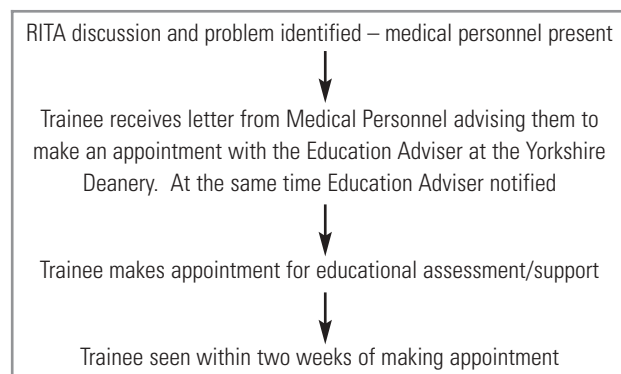 RITA discussion and problem identified – medical personnel present
Trainee receives letter from Medical Personnel advising them to
make an appointment with the Education Adviser at the Yorkshire
Deanery.  At the same time Education Adviser notified
Trainee makes appointment for educational assessment/support
Trainee seen within two weeks of making appointment